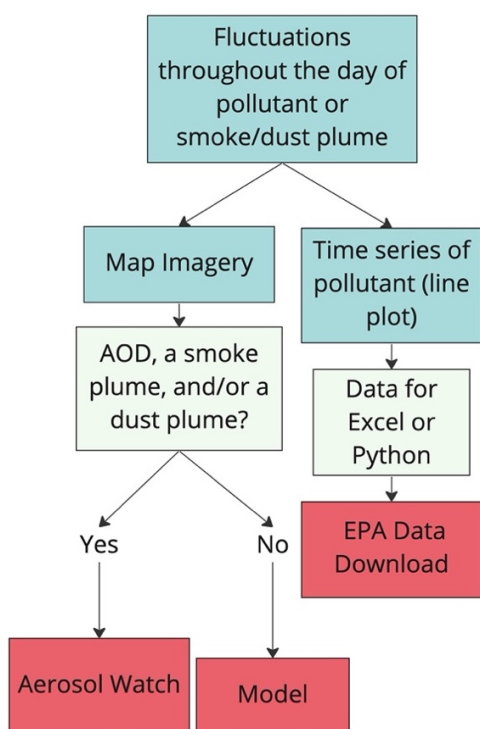 Fluctuations
throughout the day of
pollutant or
smoke/dust plume
Map Imagery
Time series of
pollutant (line
plot)
AOD, a smoke
plume, and/or a
dust plume?
Data for
Excel or
Python
Yes
No
EPA Data
Download
Aerosol Watch
Model